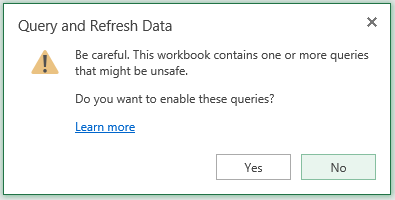 Query and Refresh Data
Be careful. This workbook contains one or more queries
that might be unsafe.
Do you want to enable these queries?
Learn more
Yes
No